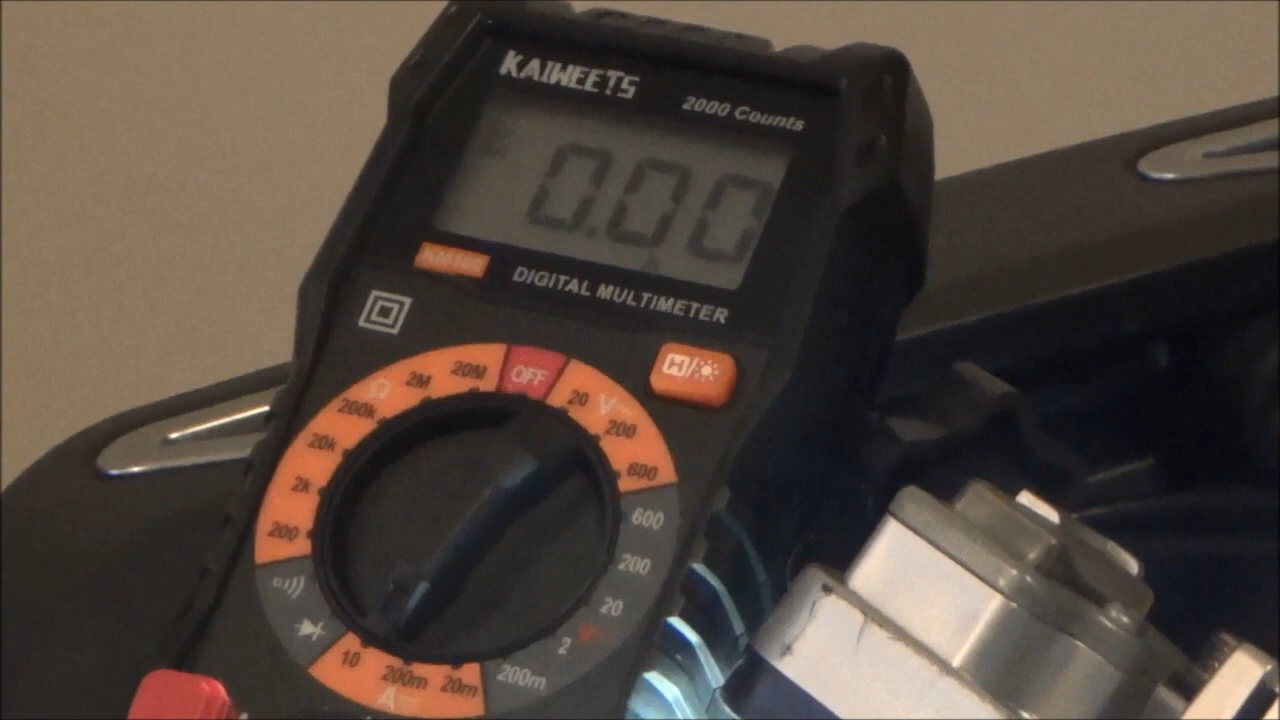 KAIWEETS
2000 Counts
0.00
DIGITAL MULTIMETER
H/
OFF
20 V
200
600
600
200
20
2 V
200m
20m
200m
A
10
200
2k
20k
200k
Ω
2M
20M